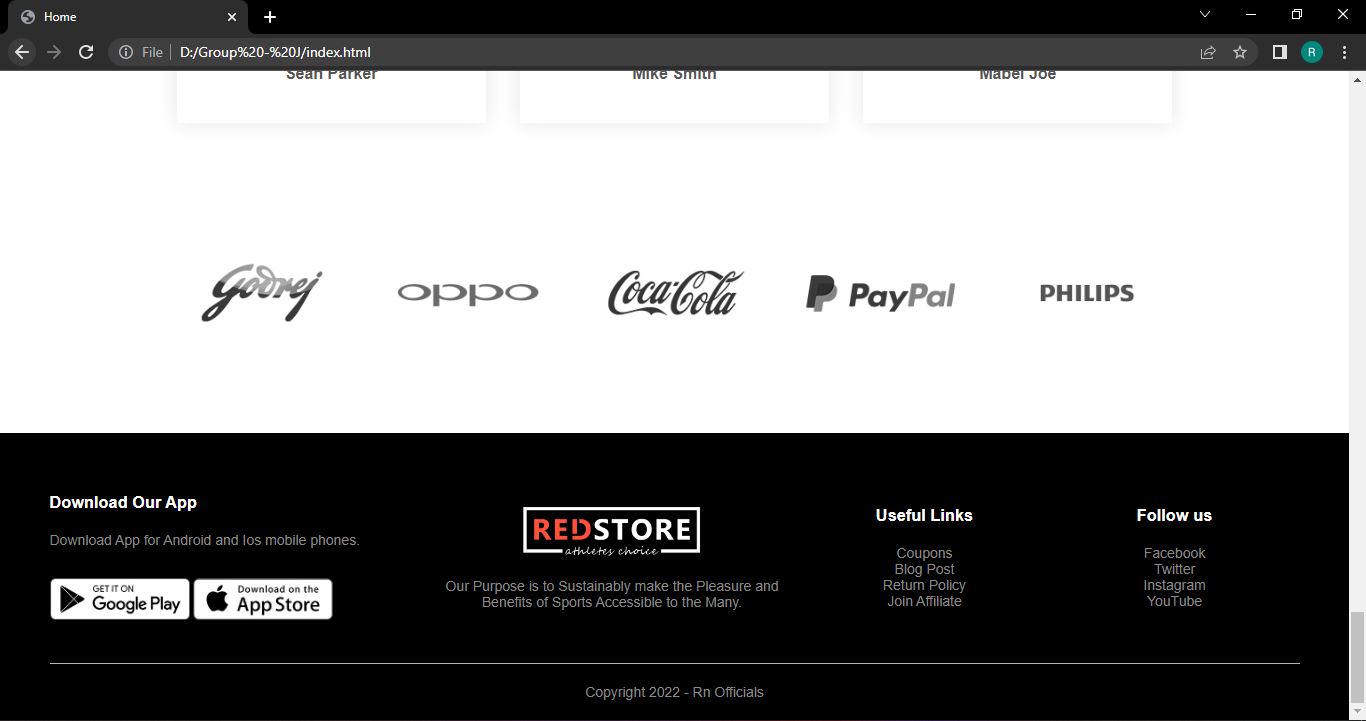 Home
File
D:/Group%20-%20J/index.html
R
Sean Parker
Mike Smith
Mabel Joe
Godrej
oppo
Coca-Cola
PayPal
PHILIPS
Download Our App
Download App for Android and Ios mobile phones.
GET IT ON
Google Play
Download on the
App Store
REDSTORE
athletes choice
Our Purpose is to Sustainably make the Pleasure and
Benefits of Sports Accessible to the Many.
Useful Links
Coupons
Blog Post
Return Policy
Join Affiliate
Follow us
Facebook
Twitter
Instagram
YouTube
Copyright 2022 - Rn Officials